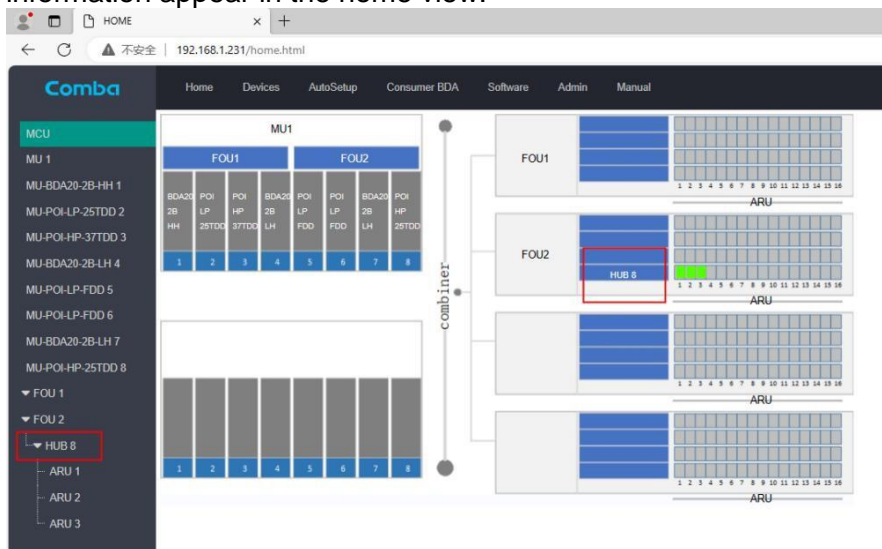 information appear in the home view.
HOME
不安全 | 192.168.1.231/home.html
Comba
Home Devices AutoSetup Consumer BDA Software Admin Manual
MCU
MU 1
MU-BDA20-2B-HH 1
MU-POI-LP-25TDD 2
MU-POI-HP-37TDD 3
MU-BDA20-2B-LH 4
MU-POI-LP-FDD 5
MU-POI-LP-FDD 6
MU-BDA20-2B-LH 7
MU-POI-HP-25TDD 8
FOU 1
FOU 2
HUB 8
ARU 1
ARU 2
ARU 3
MU1
FOU1 FOU2
BDA20 POI POI BDA20 POI POI BDA20 POI
2B LP HP 2B LP LP 2B HP
HH 25TDD 37TDD LH FDD FDD LH 25TDD
1 2 3 4 5 6 7 8
1 2 3 4 5 6 7 8
combiner
FOU1
1 2 3 4 5 6 7 8 9 10 11 12 13 14 15 16
ARU
FOU2
HUB 8
1 2 3 4 5 6 7 8 9 10 11 12 13 14 15 16
ARU
1 2 3 4 5 6 7 8 9 10 11 12 13 14 15 16
ARU
1 2 3 4 5 6 7 8 9 10 11 12 13 14 15 16
ARU